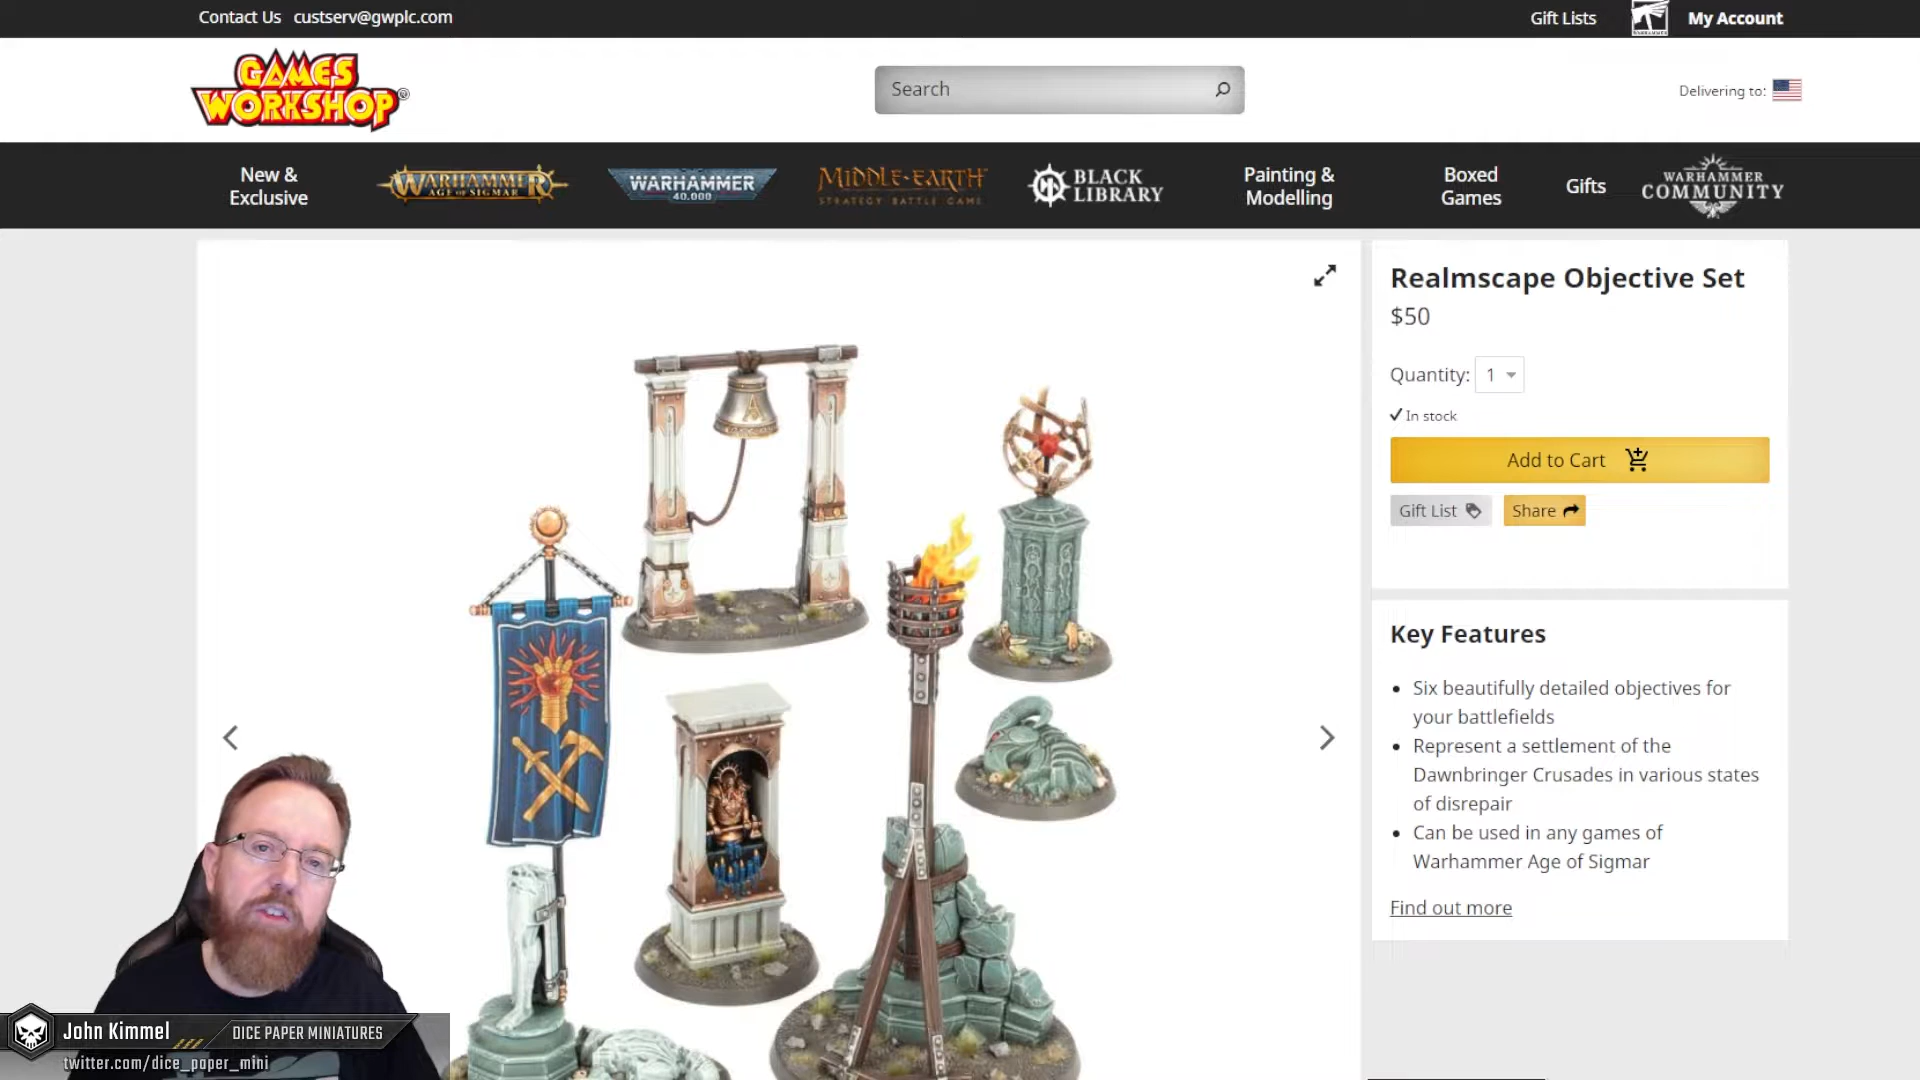 Contact Us custserv@gwplc.com
Gift Lists
My Account
GAMES
WORKSHOP®
Search
Delivering to:
New &
Exclusive
WARHAMMER
AGE OF SIGMAR
WARHAMMER
40,000
MIDDLE-EARTH
STRATEGY BATTLE GAME
BLACK
LIBRARY
Painting &
Modelling
Boxed
Games
Gifts
WARHAMMER
COMMUNITY
Realmscape Objective Set
$50
Quantity: 1
In stock
Add to Cart
Gift List
Share
Key Features
Six beautifully detailed objectives for
your battlefields
Represent a settlement of the
Dawnbringer Crusades in various states
of disrepair
Can be used in any games of
Warhammer Age of Sigmar
Find out more
John Kimmel
DICE PAPER MINIATURES
twitter.com/dice_paper_mini